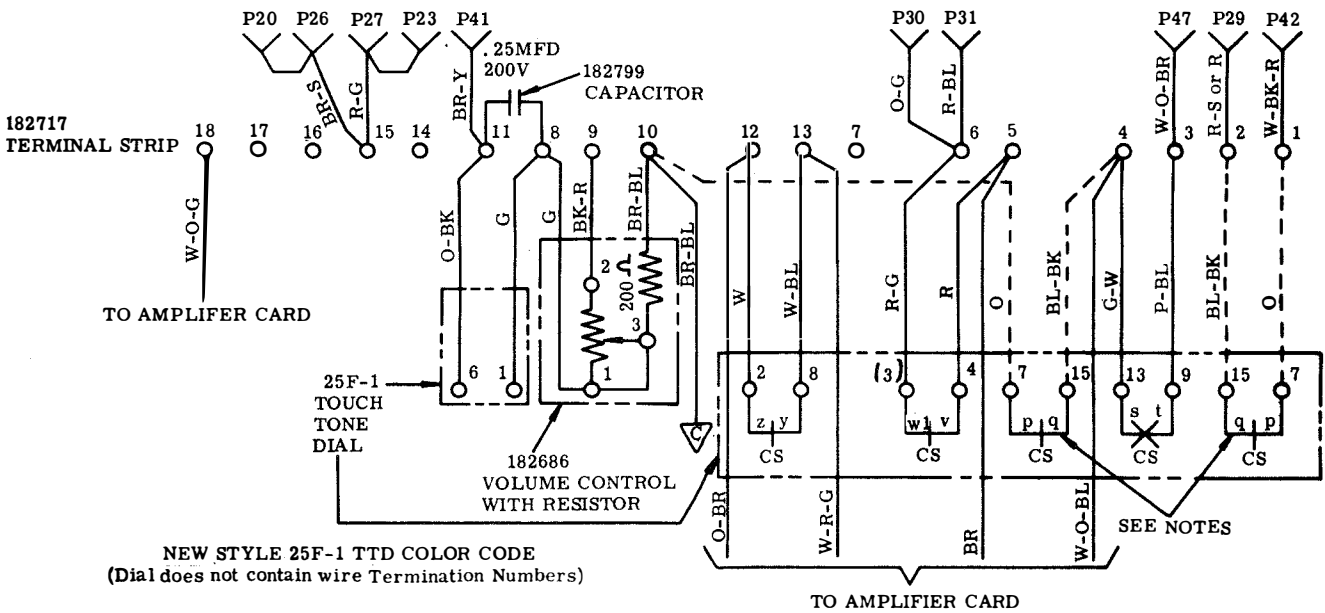 P20 P26 P27 P23 P41 P30 P31 P47 P29 P42
.25MFD
200V
182799
CAPACITOR
BR-S
R-G
BR-Y
O-G
R-BL
W-O-BR
R-S or R
W-BK-R
182717
TERMINAL STRIP
18 17 16 15 14 11 8 9 10 12 13 7 6 5 4 3 2 1
W-O-G
O-BK
G
G
BK-R
BR-BL
BR-BL
W
W-BL
R-G
R
O
BL-BK
G-W
P-BL
BL-BK
O
TO AMPLIFER CARD
2
200Ω
3
1
6 1
25F-1
TOUCH
TONE
DIAL
2 8 (3) 4 7 15 13 9 15 7
z y w1 v p q s t q p
CS CS CS CS CS
C
182686
VOLUME CONTROL
WITH RESISTOR
O-BR
W-R-G
BR
W-O-BL
SEE NOTES
NEW STYLE 25F-1 TTD COLOR CODE
(Dial does not contain wire Termination Numbers)
TO AMPLIFIER CARD